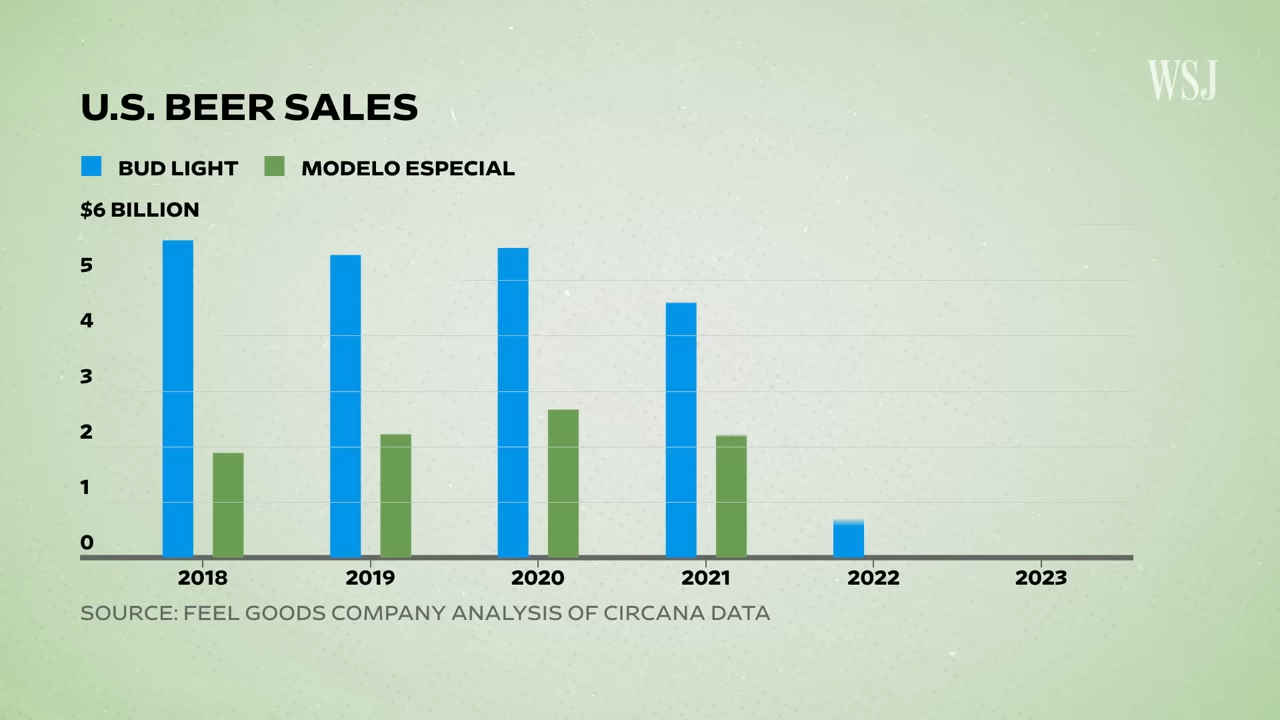 WSJ
U.S. BEER SALES
BUD LIGHT MODELO ESPECIAL
$6 BILLION
5
4
3
2
1
0
2018 2019 2020 2021 2022 2023
SOURCE: FEEL GOODS COMPANY ANALYSIS OF CIRCANA DATA